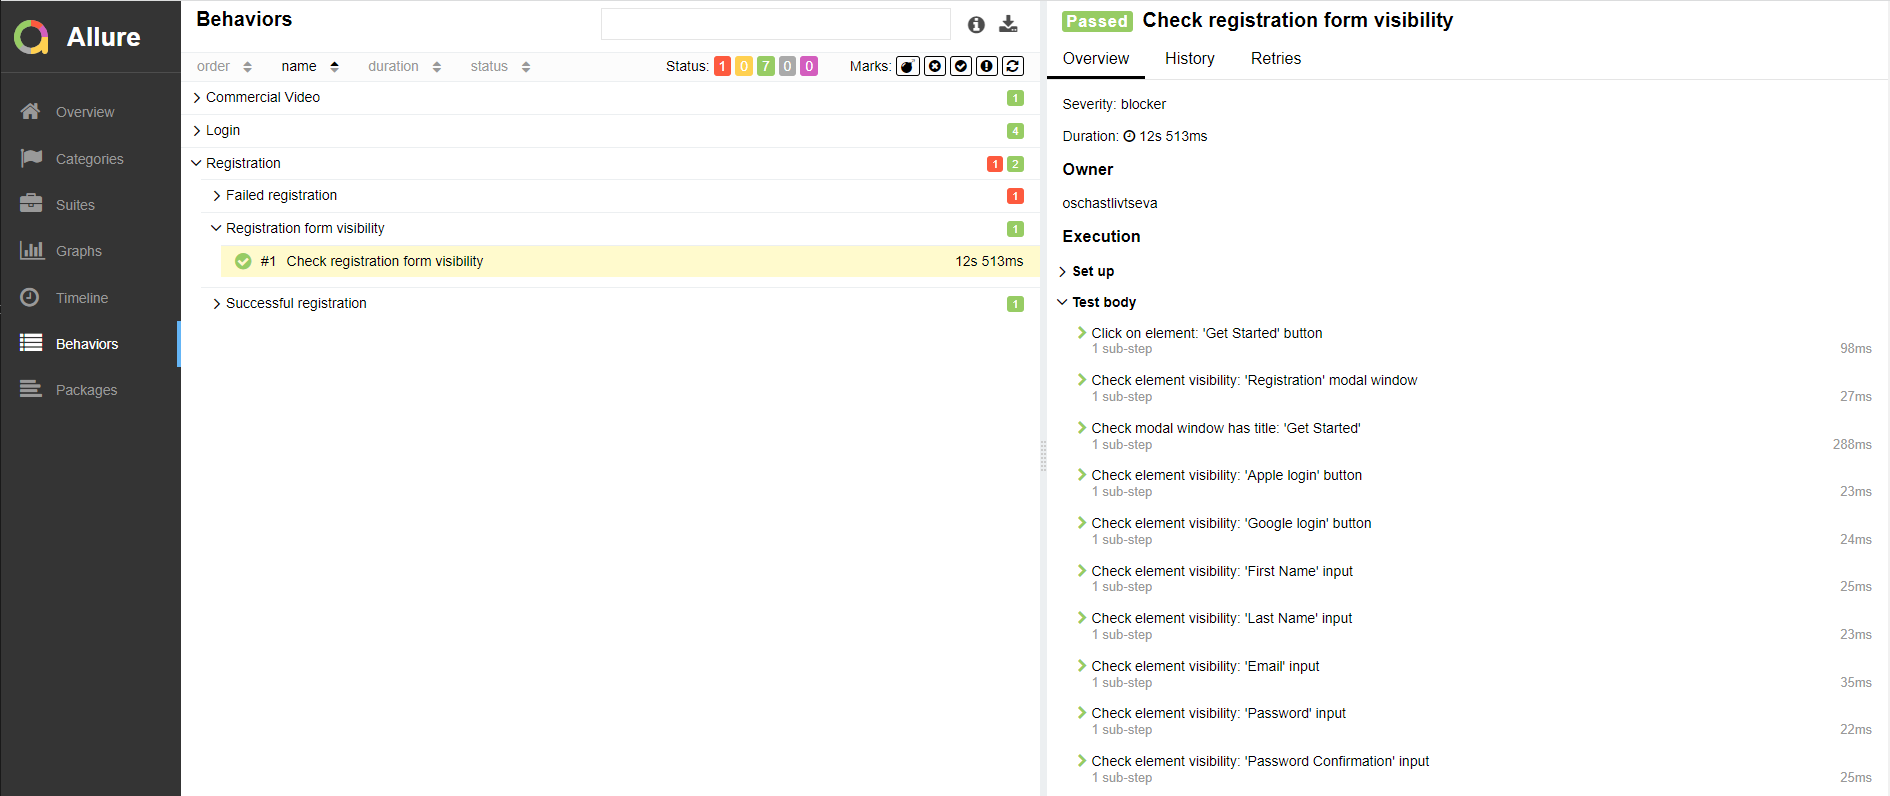 Allure
Overview
Categories
Suites
Graphs
Timeline
Behaviors
Packages
Behaviors
order name duration status Status: 1 0 7 0 0 Marks:
Commercial Video 1
Login 4
Registration 1 2
Failed registration 1
Registration form visibility 1
#1 Check registration form visibility 12s 513ms
Successful registration 1
Passed Check registration form visibility
Overview History Retries
Severity: blocker
Duration: 12s 513ms
Owner
oschastlivtseva
Execution
Set up
Test body
Click on element: 'Get Started' button
1 sub-step 98ms
Check element visibility: 'Registration' modal window
1 sub-step 27ms
Check modal window has title: 'Get Started'
1 sub-step 288ms
Check element visibility: 'Apple login' button
1 sub-step 23ms
Check element visibility: 'Google login' button
1 sub-step 24ms
Check element visibility: 'First Name' input
1 sub-step 25ms
Check element visibility: 'Last Name' input
1 sub-step 23ms
Check element visibility: 'Email' input
1 sub-step 35ms
Check element visibility: 'Password' input
1 sub-step 22ms
Check element visibility: 'Password Confirmation' input
1 sub-step 25ms